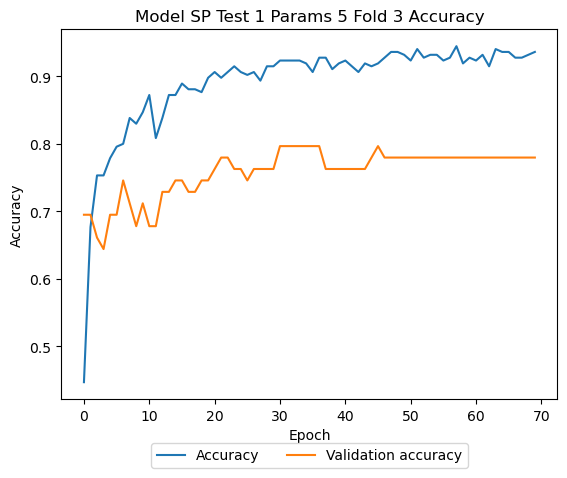 Model SP Test 1 Params 5 Fold 3 Accuracy
Accuracy
0.9
0.8
0.7
0.6
0.5
0 10 20 30 40 50 60 70
Epoch
Accuracy Validation accuracy